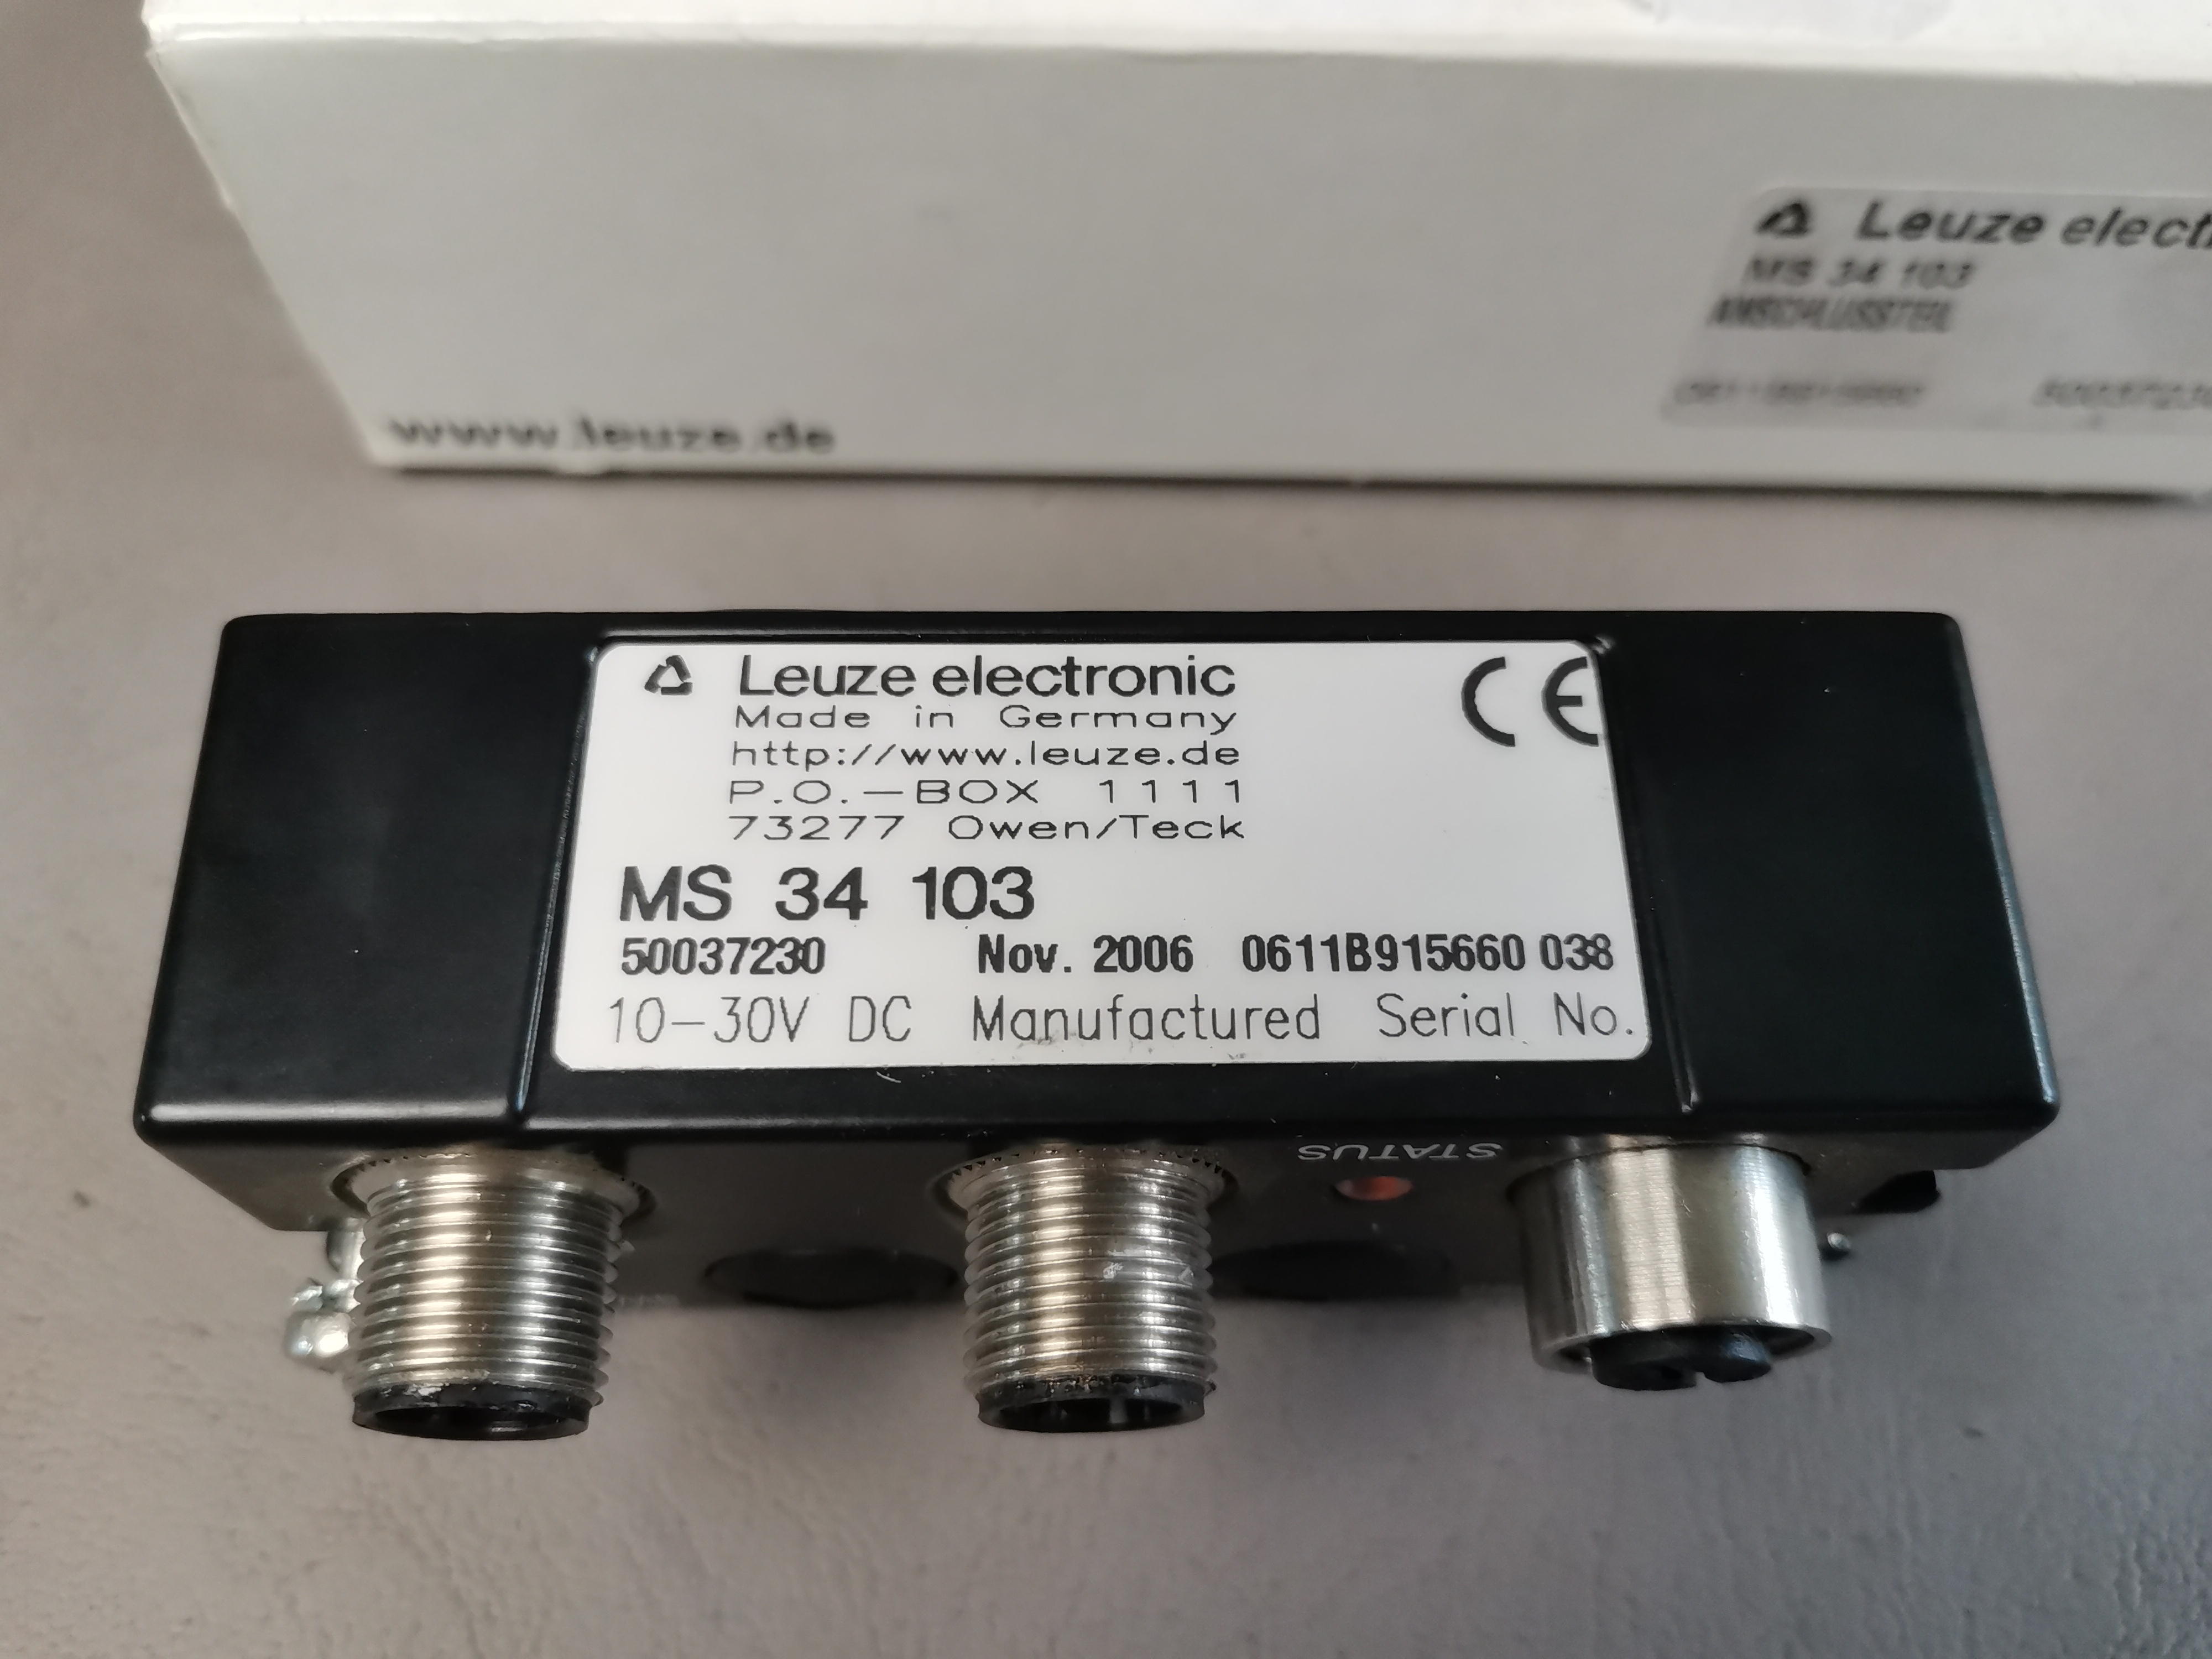 Leuze elect
MS 34 103
ANSCHLUSSTEIL
www.leuze.de
Leuze electronic
CE
Made in Germany
http://www.leuze.de
P.O.-BOX 1111
73277 Owen/Teck
MS 34 103
50037230 Nov. 2006 0611B915660 038
10-30V DC Manufactured Serial No.
STATUS